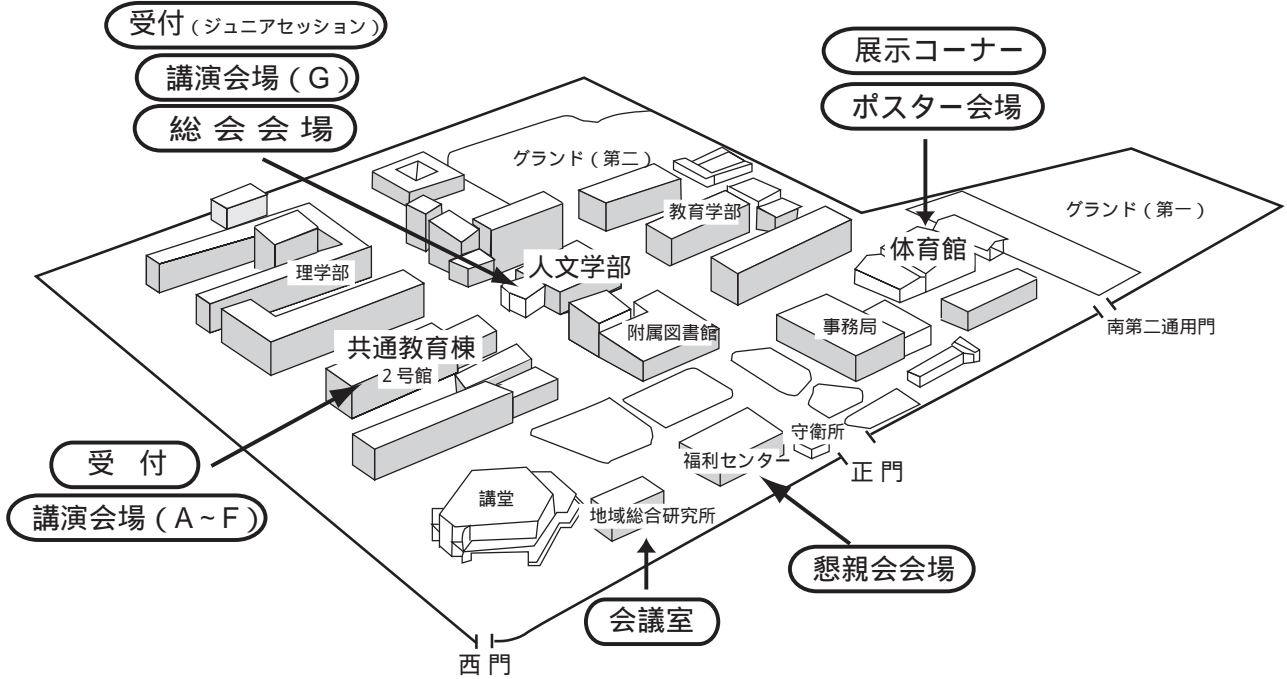 受付(ジュニアセッション)
講演会場(G)
総会会場
展示コーナー
ポスター会場
グランド(第二)
教育学部
グランド(第一)
体育館
人文学部
理学部
附属図書館
事務局
南第二通用門
共通教育棟
2号館
守衛所
福利センター
正門
受付
講演会場(A~F)
講堂
地域総合研究所
懇親会会場
会議室
西門